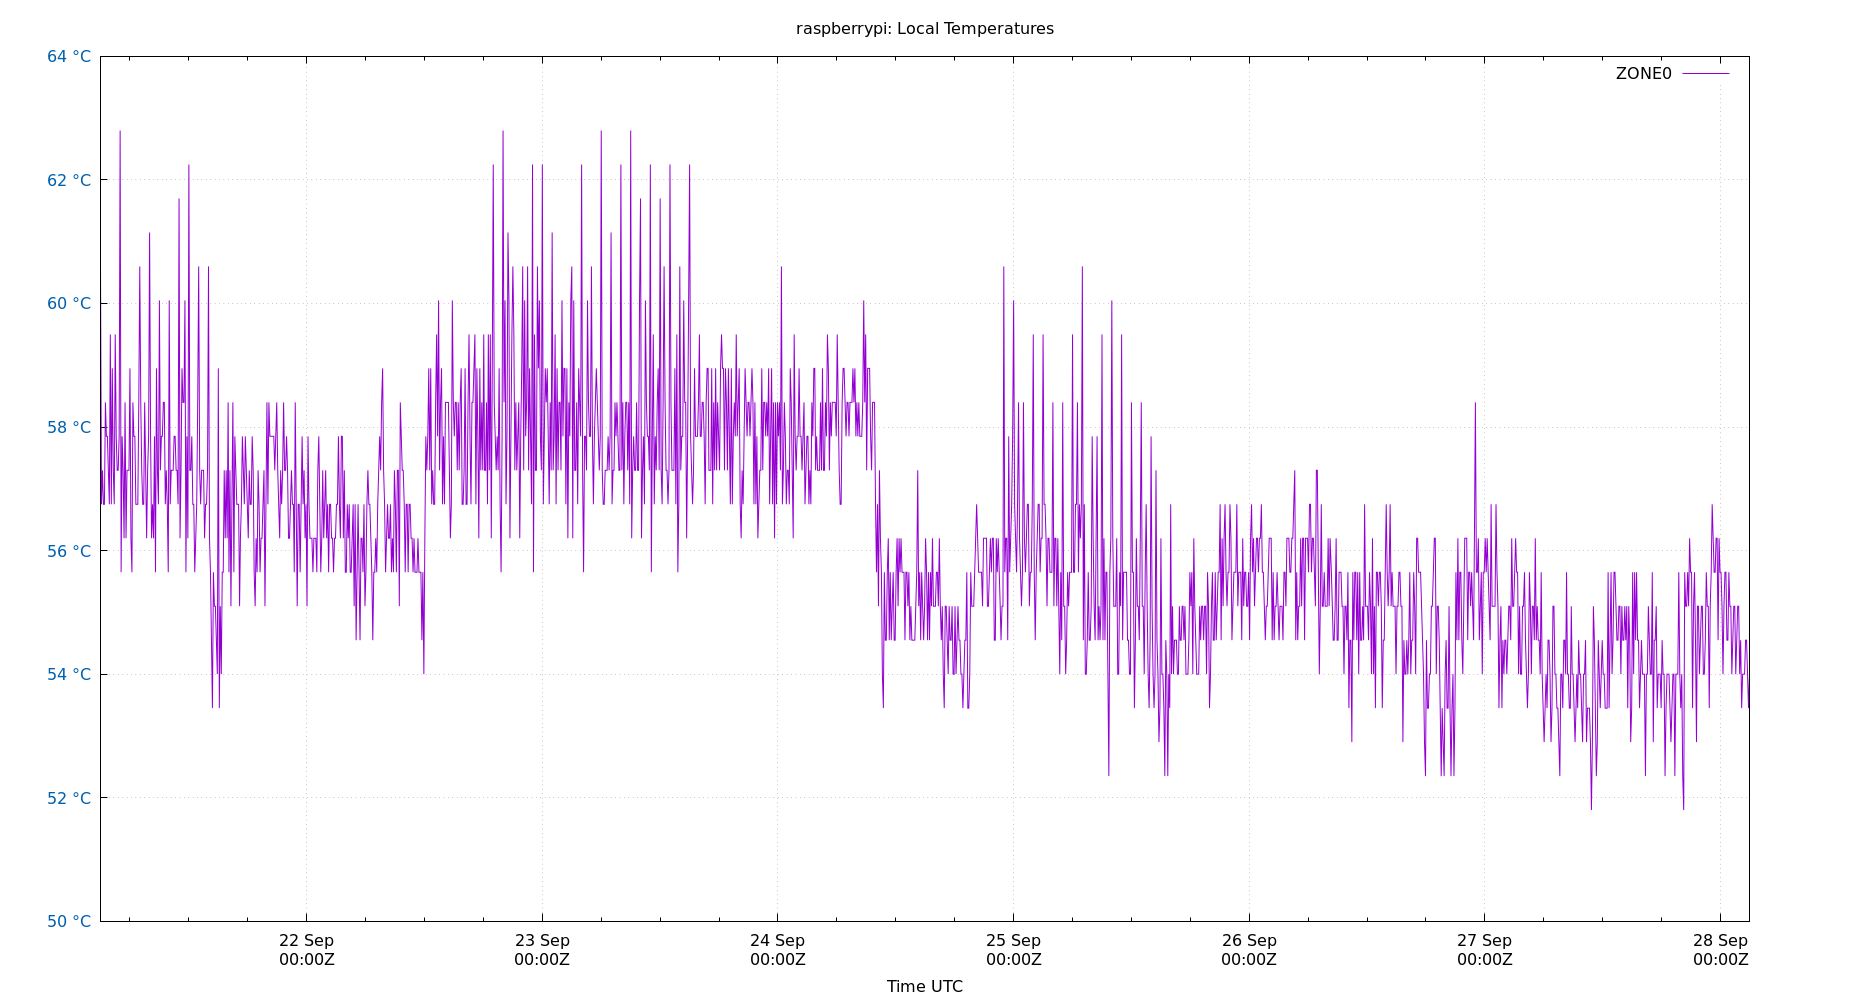 raspberrypi: Local Temperatures
ZONE0
64 °C
62 °C
60 °C
58 °C
56 °C
54 °C
52 °C
50 °C
22 Sep 23 Sep 24 Sep 25 Sep 26 Sep 27 Sep 28 Sep
00:00Z 00:00Z 00:00Z 00:00Z 00:00Z 00:00Z 00:00Z
Time UTC